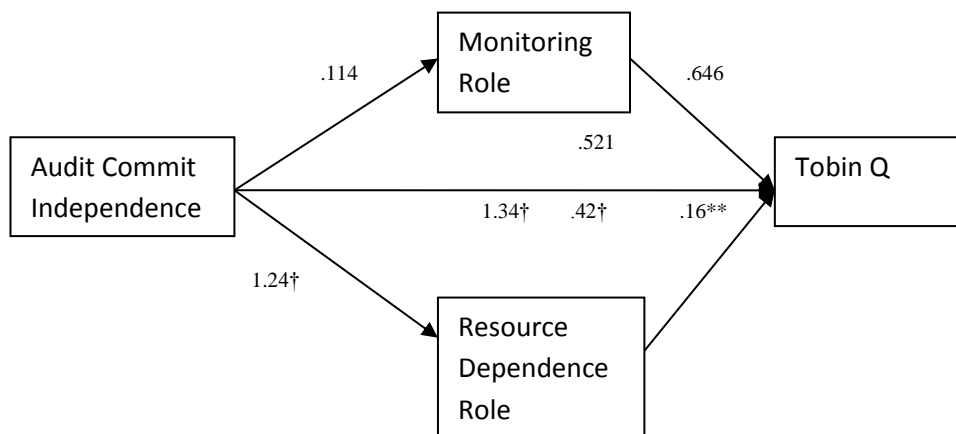 Monitoring
Role
.114
.646
.521
Audit Commit
Independence
Tobin Q
1.34† .42† .16**
1.24†
Resource
Dependence
Role